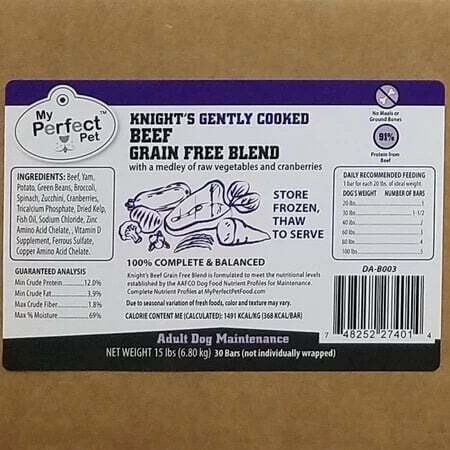 My Perfect Pet™
KNIGHT'S GENTLY COOKED
BEEF
GRAIN FREE BLEND
with a medley of raw vegetables and cranberries
No Meals or
Ground Bones
91%
Protein from
Beef
INGREDIENTS: Beef, Yam,
Potato, Green Beans, Broccoli,
Spinach, Zucchini, Cranberries,
Tricalcium Phosphate, Dried Kelp,
Fish Oil, Sodium Chloride, Zinc
Amino Acid Chelate, , Vitamin D
Supplement, Ferrous Sulfate,
Copper Amino Acid Chelate.
GUARANTEED ANALYSIS
Min Crude Protein 12.0%
Min Crude Fat 3.9%
Max Crude Fiber 1.8%
Max % Moisture 69%
STORE
FROZEN,
THAW
TO SERVE
100% COMPLETE & BALANCED
Knight's Beef Grain Free Blend is formulated to meet the nutritional levels
established by the AAFCO Dog Food Nutrient Profiles for Maintenance.
Complete Nutrient Profiles at MyPerfectPetFood.com.
Due to seasonal variation of fresh foods, color and texture may vary.
CALORIE CONTENT ME (CALCULATED): 1491 KCAL/KG (368 KCAL/BAR)
DAILY RECOMMENDED FEEDING
1 bar for each 20 lbs. of ideal weight.
DOG'S WEIGHT NUMBER OF BARS
20 lbs. 1
30 lbs. 1-1/2
40 lbs. 2
60 lbs. 3
80 lbs. 4
100 lbs. 5
DA-B003
7 48252 27401 4
Adult Dog Maintenance
NET WEIGHT 15 lbs (6.80 kg) 30 Bars (not individually wrapped)